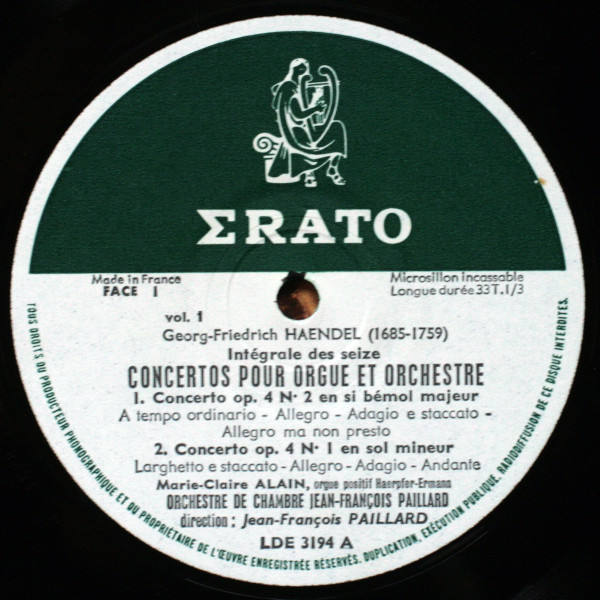 ΣRATO
Made in France
FACE 1
Microsillon incassable
Longue durée 33T.1/3
vol. 1
Georg-Friedrich HAENDEL (1685-1759)
Intégrale des seize
CONCERTOS POUR ORGUE ET ORCHESTRE
1. Concerto op. 4 N° 2 en si bémol majeur
A tempo ordinario - Allegro - Adagio e staccato -
Allegro ma non presto
2. Concerto op. 4 N° 1 en sol mineur
Larghetto e staccato - Allegro - Adagio - Andante
Marie-Claire ALAIN, orgue positif Haerpfer-Ermann
ORCHESTRE DE CHAMBRE JEAN-FRANÇOIS PAILLARD
direction : Jean-François PAILLARD
LDE 3194 A
TOUS DROITS DU PRODUCTEUR PHONOGRAPHIQUE ET DU PROPRIÉTAIRE DE L'ŒUVRE ENREGISTRÉE RÉSERVÉS. DUPLICATION, EXÉCUTION PUBLIQUE, RADIODIFFUSION DE CE DISQUE INTERDITES.